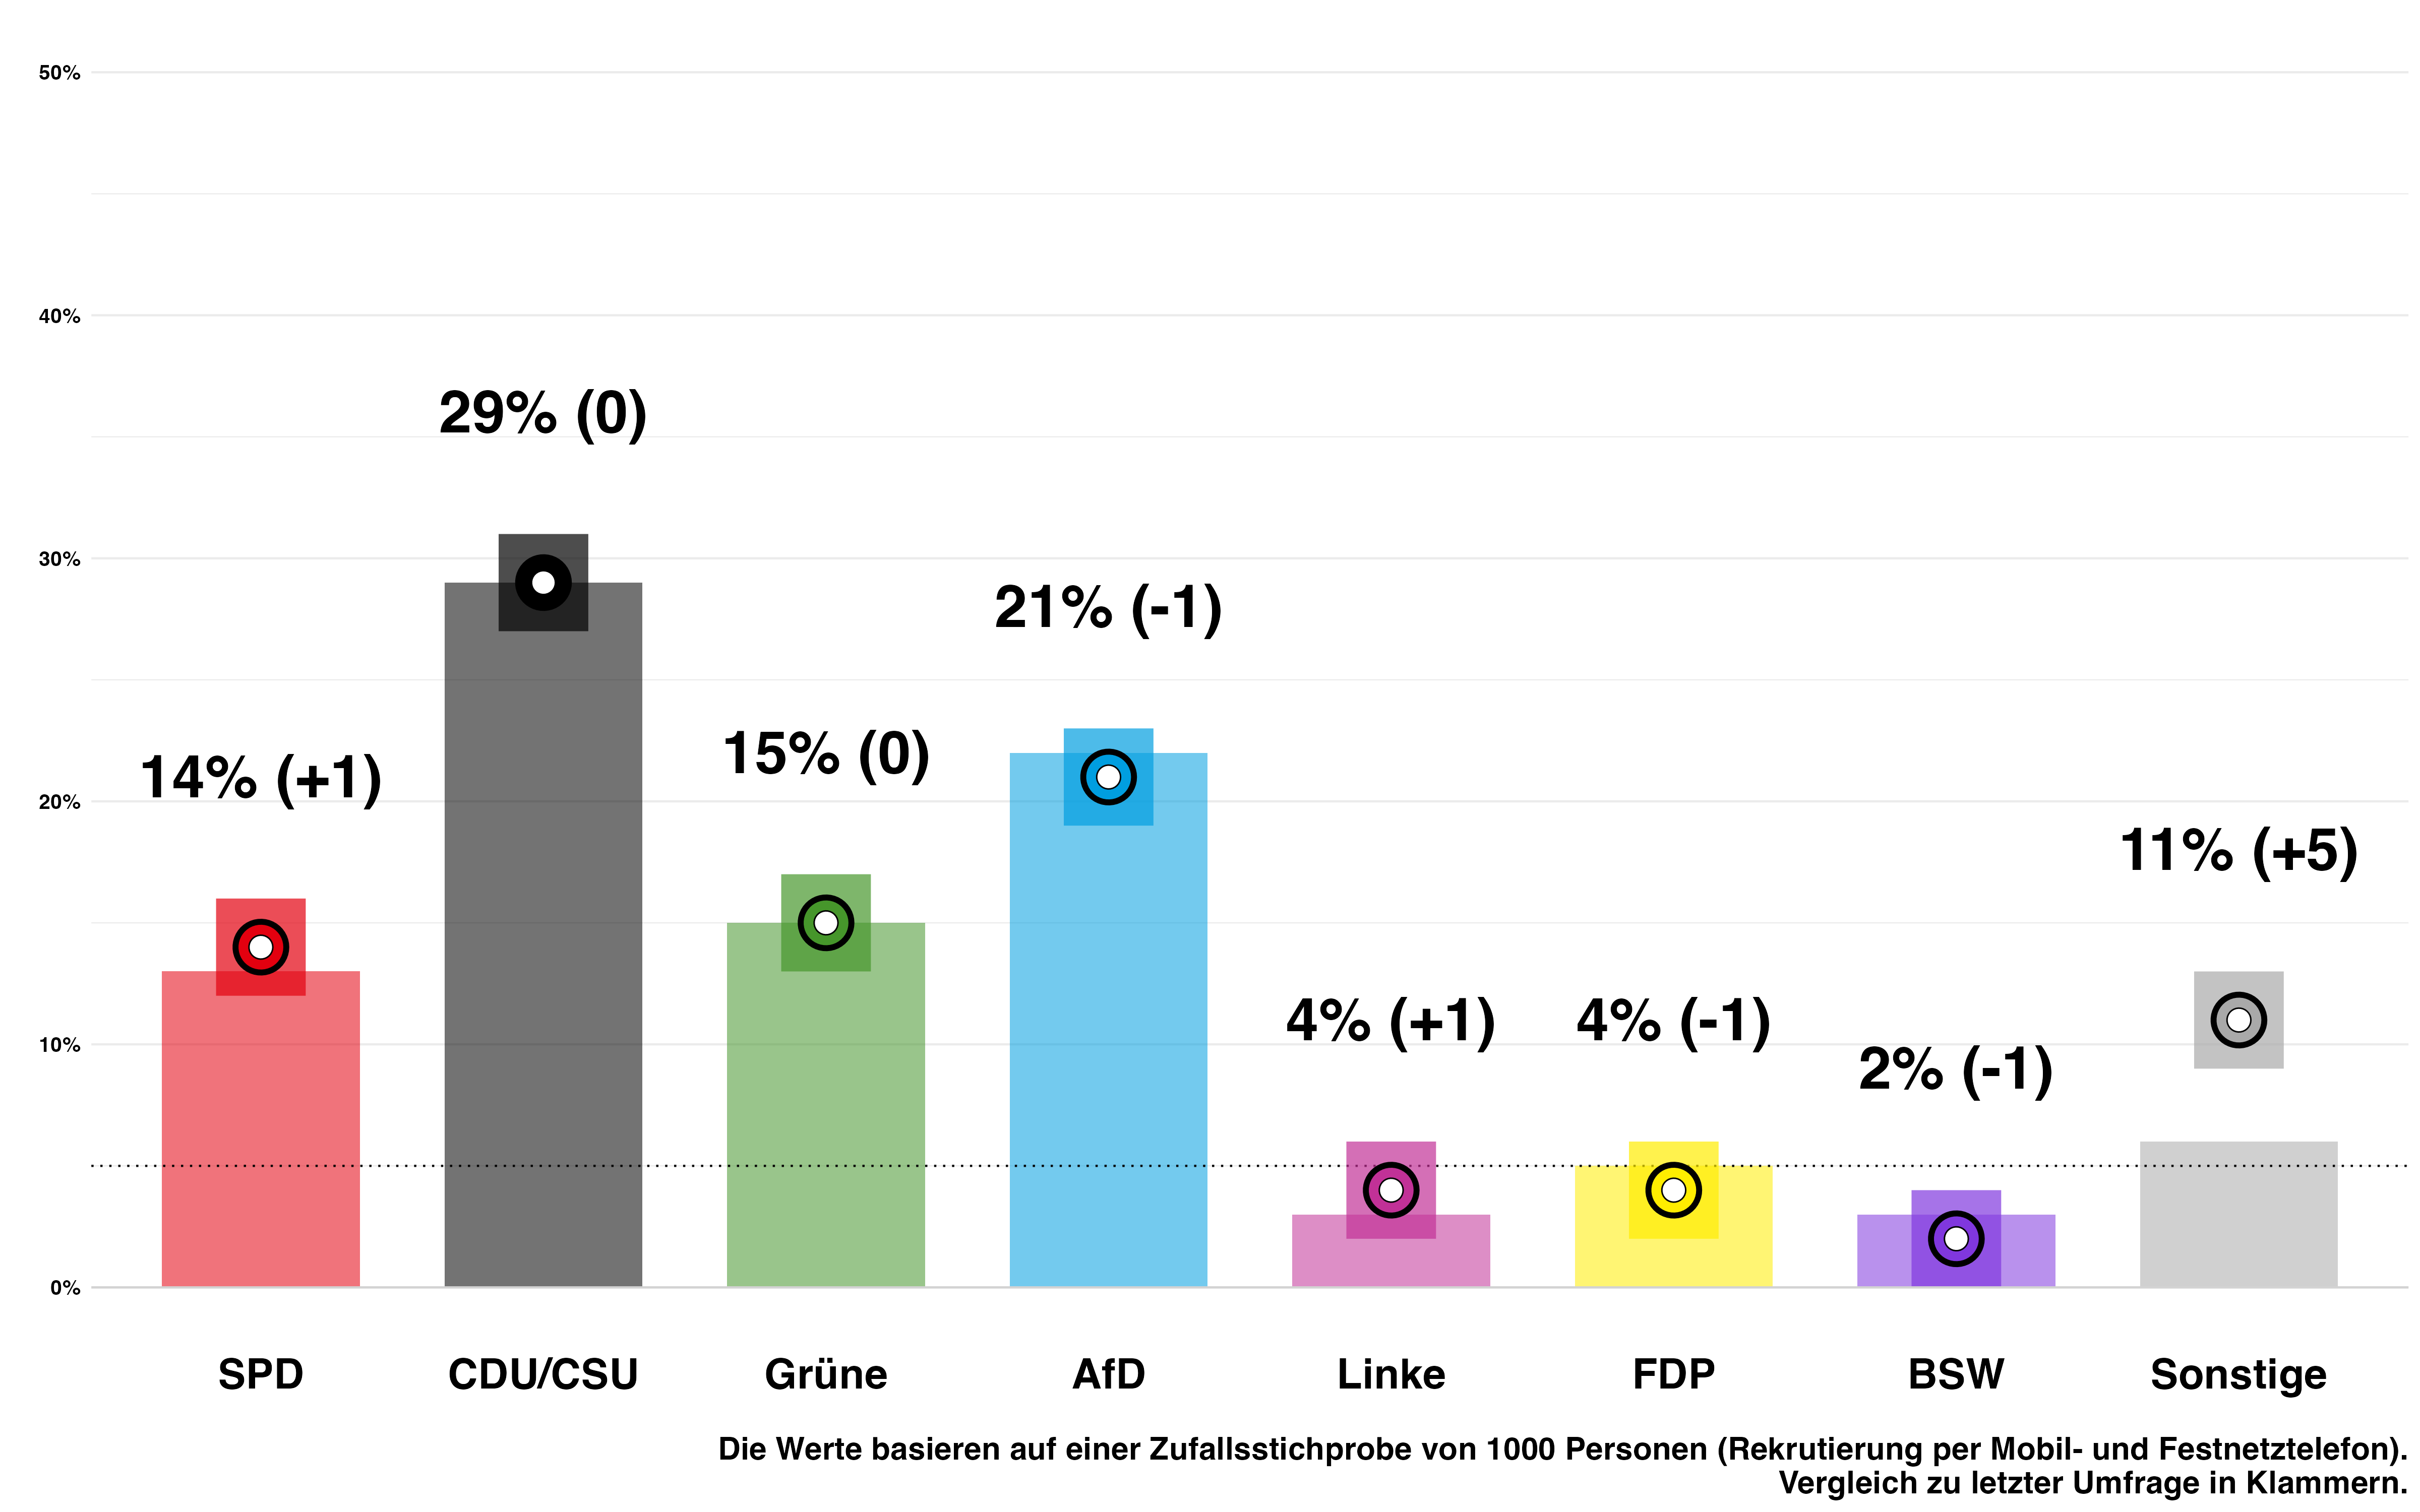 50%
40%
30%
20%
10%
0%
14% (+1)
29% (0)
15% (0)
21% (-1)
4% (+1)
4% (-1)
2% (-1)
11% (+5)
SPD
CDU/CSU
Grüne
AfD
Linke
FDP
BSW
Sonstige
Die Werte basieren auf einer Zufallsstichprobe von 1000 Personen (Rekrutierung per Mobil- und Festnetztelefon).
Vergleich zu letzter Umfrage in Klammern.